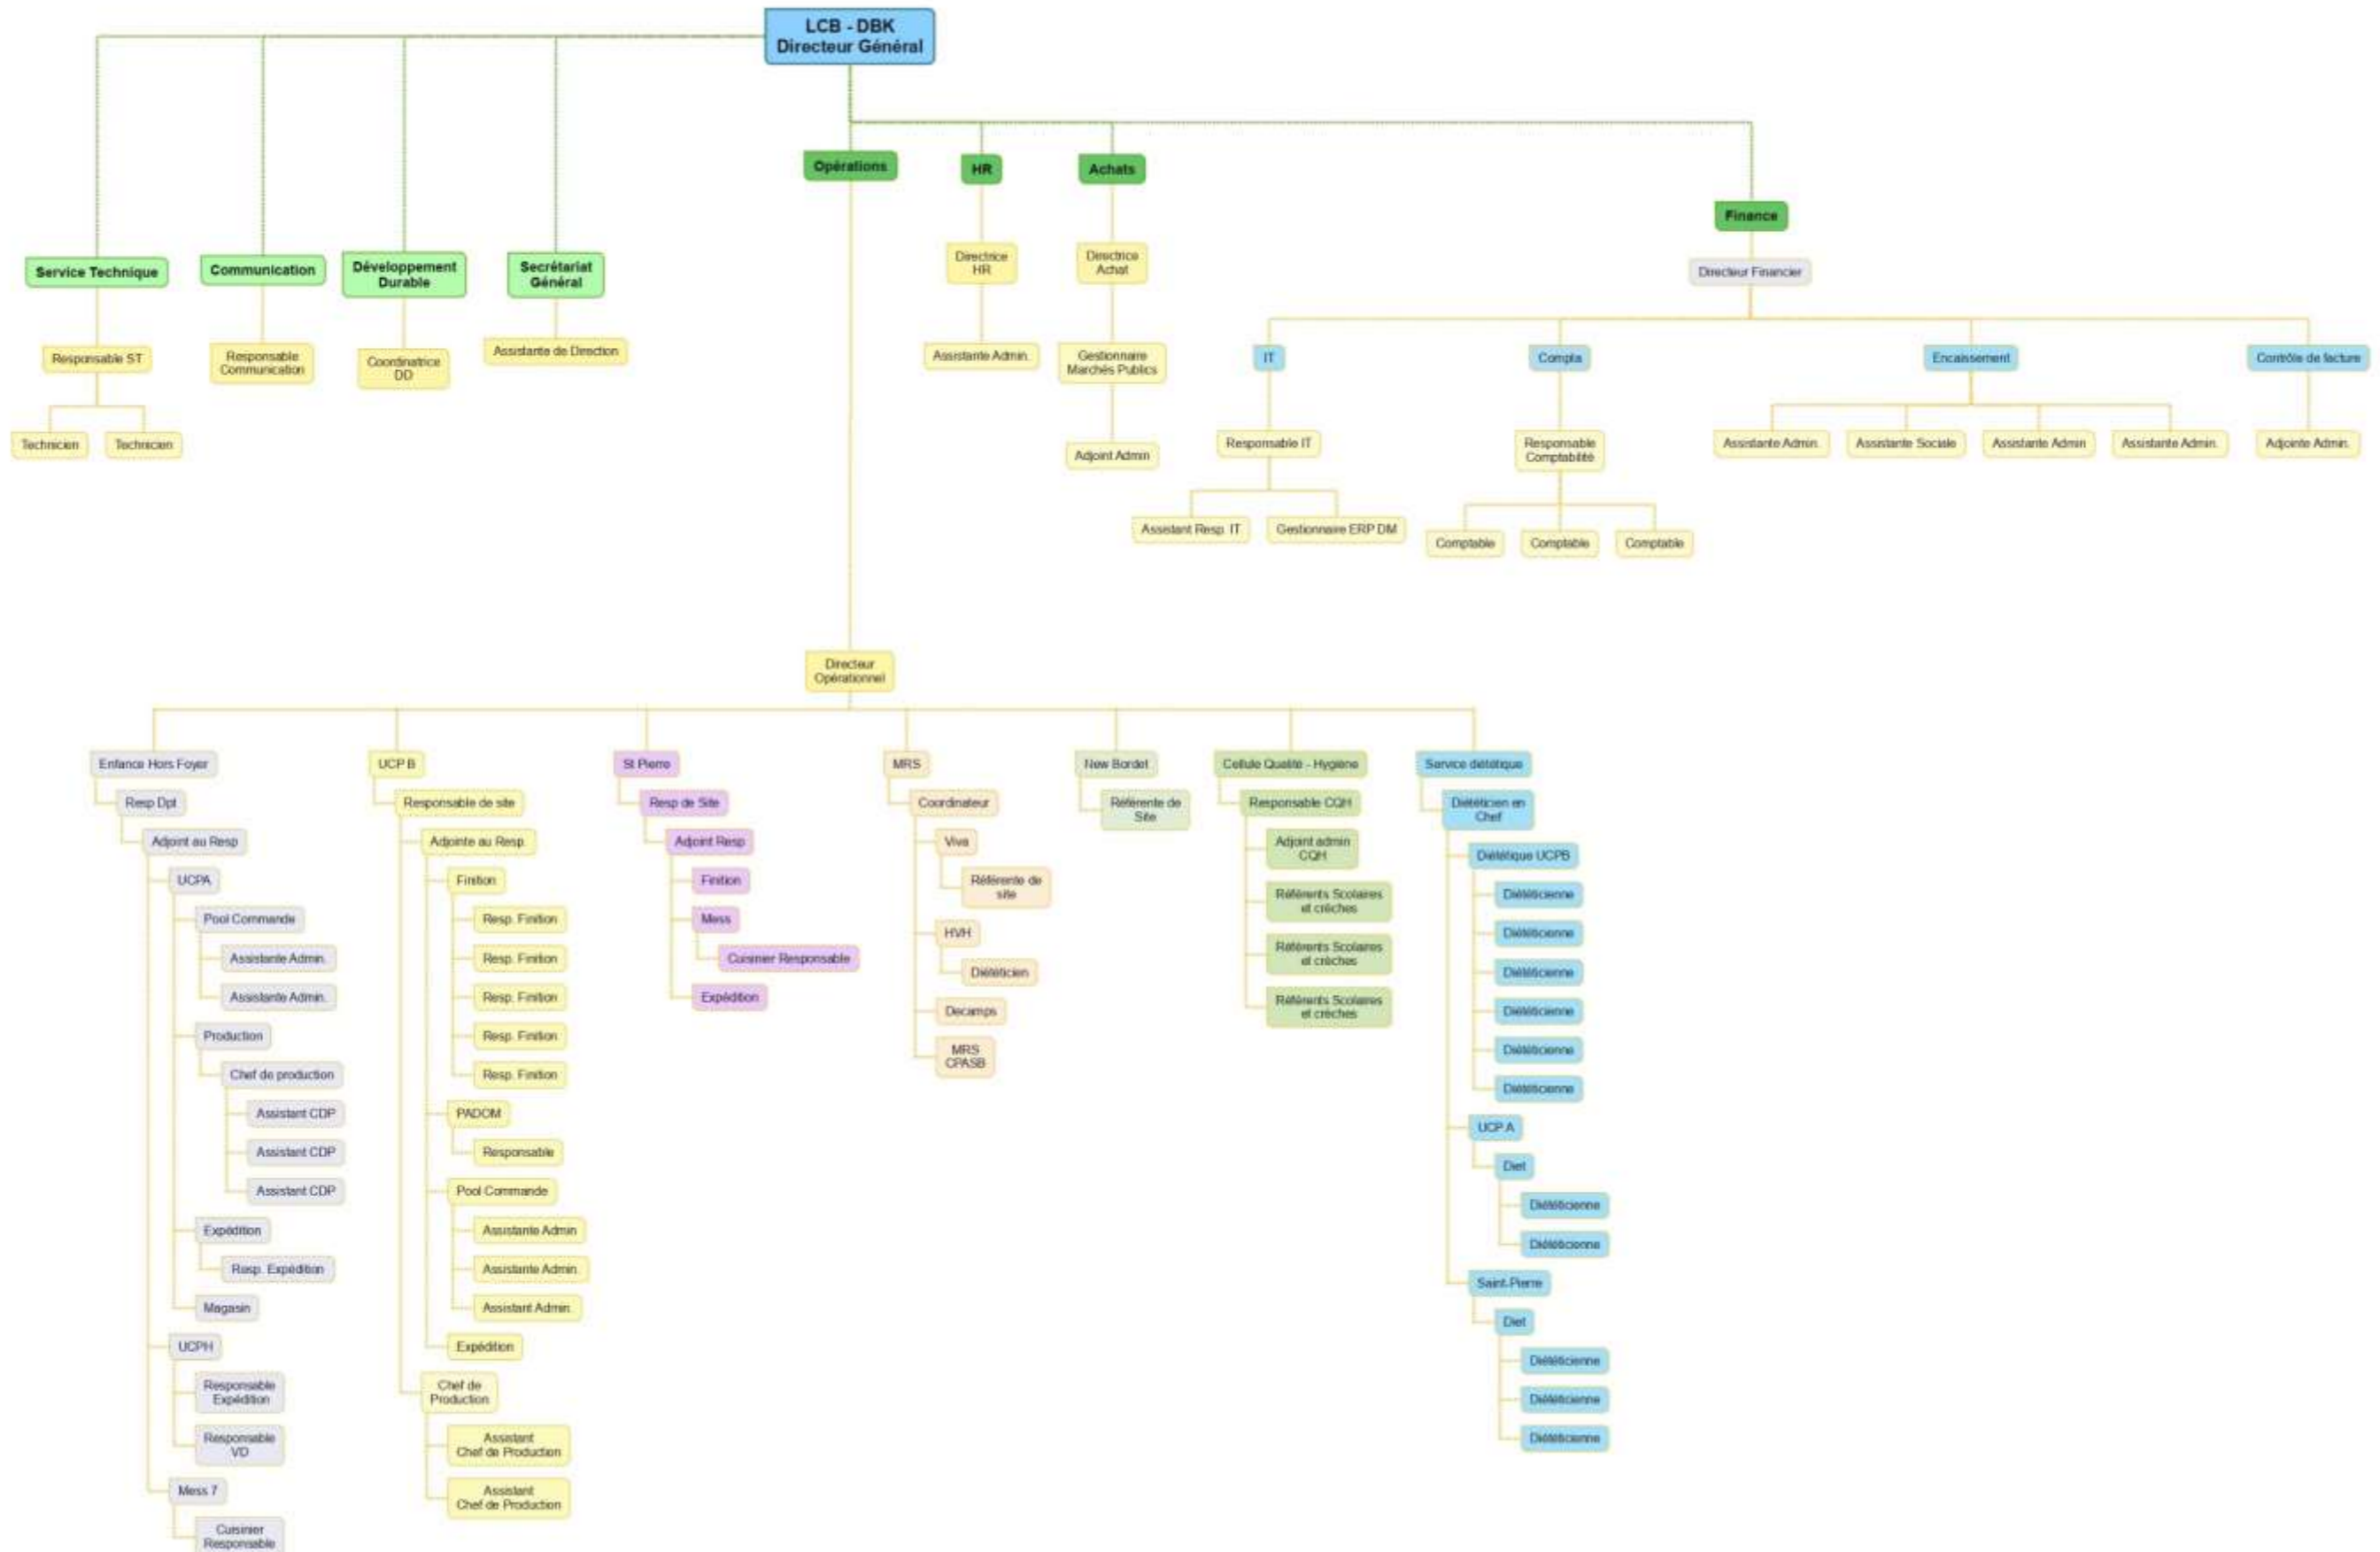 LCB - DBK
Directeur Général
Opérations
HR
Achats
Finance
Service Technique
Communication
Développement
Durable
Secrétariat
Général
Directrice
HR
Directrice
Achat
Directeur Financier
Responsable ST
Responsable
Communication
Coordinatrice
DD
Assistante de Direction
Assistante Admin.
Gestionnaire
Marchés Publics
IT
Compta
Encaissement
Contrôle de facture
Technicien
Technicien
Adjoint Admin
Responsable IT
Responsable
Comptabilité
Assistante Admin.
Assistante Sociale
Assistante Admin
Assistante Admin.
Adjointe Admin.
Assistant Resp. IT
Gestionnaire ERP DM
Comptable
Comptable
Comptable
Directeur
Opérationnel
Enfance Hors Foyer
Resp Dpt
Adjoint au Resp
UCPA
Pool Commande
Assistante Admin.
Assistante Admin.
Production
Chef de production
Assistant CDP
Assistant CDP
Assistant CDP
Expédition
Resp. Expédition
Magasin
UCPH
Responsable
Expédition
Responsable
VD
Mess 7
Cuisinier
Responsable
UCP B
Responsable de site
Adjointe au Resp.
Finition
Resp. Finition
Resp. Finition
Resp. Finition
Resp. Finition
Resp. Finition
PADOM
Responsable
Pool Commande
Assistante Admin
Assistante Admin.
Assistant Admin.
Expédition
Chef de
Production
Assistant
Chef de Production
Assistant
Chef de Production
St Pierre
Resp de Site
Adjoint Resp
Finition
Mess
Cuisinier Responsable
Expédition
MRS
Coordinateur
Viva
Référente de
site
HVH
Diététicien
Decamps
MRS
CPASB
New Bordet
Référente de
Site
Cellule Qualité - Hygiène
Responsable CQH
Adjoint admin
CQH
Référents Scolaires
et crèches
Référents Scolaires
et crèches
Référents Scolaires
et crèches
Service diététique
Diététicien en
Chef
Diététique UCPB
Diététicienne
Diététicienne
Diététicienne
Diététicienne
Diététicienne
Diététicienne
UCP A
Diet
Diététicienne
Diététicienne
Saint-Pierre
Diet
Diététicienne
Diététicienne
Diététicienne